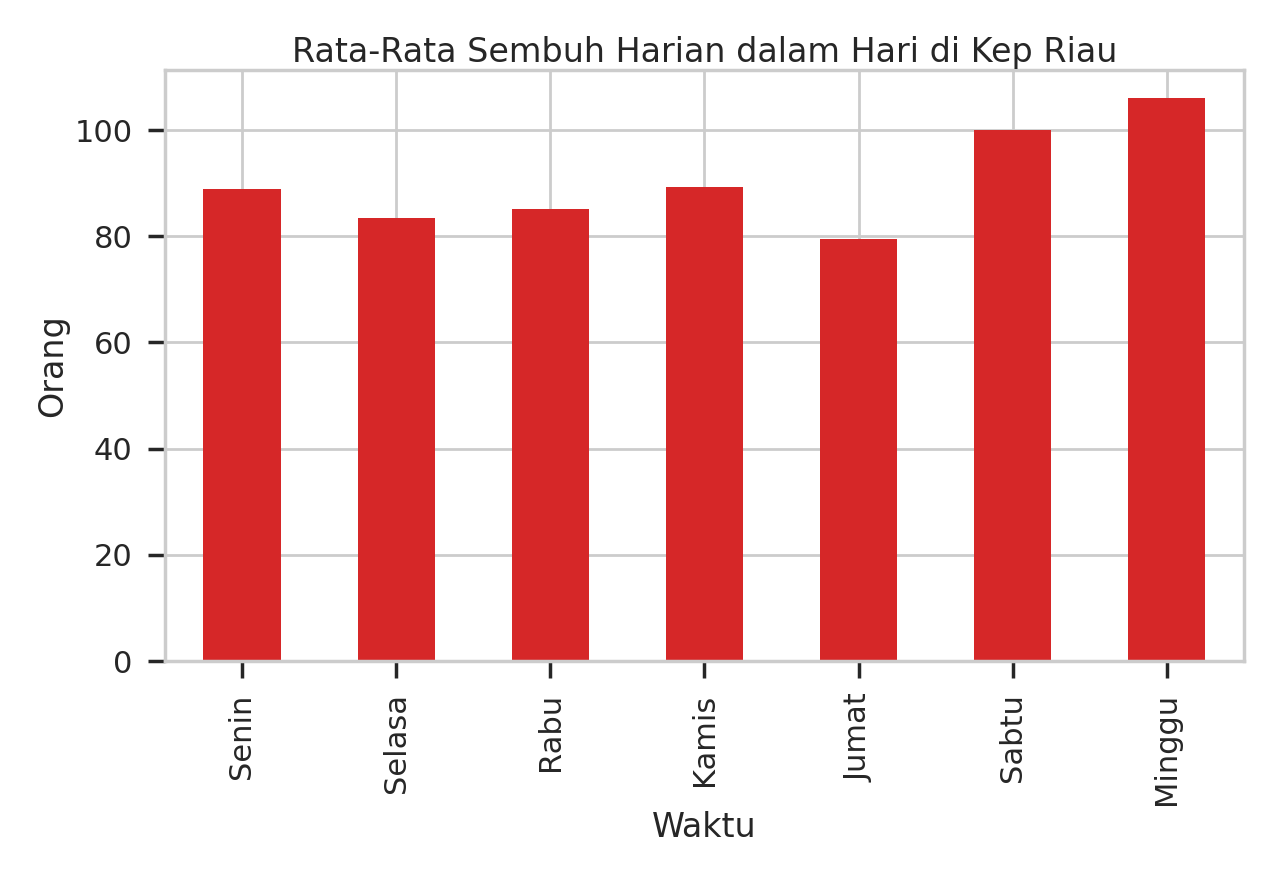 Rata-Rata Sembuh Harian dalam Hari di Kep Riau
100
80
60
40
20
0
Orang
Senin
Selasa
Rabu
Kamis
Jumat
Sabtu
Minggu
Waktu